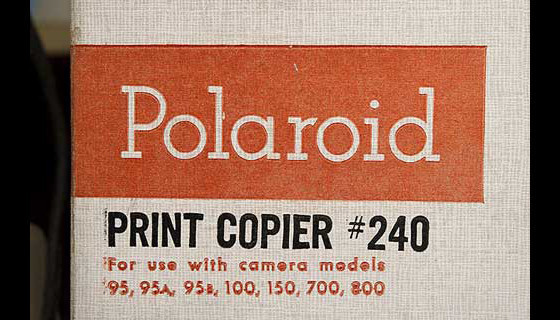 Polaroid
PRINT COPIER #240
For use with camera models
95, 95A, 95B, 100, 150, 700, 800